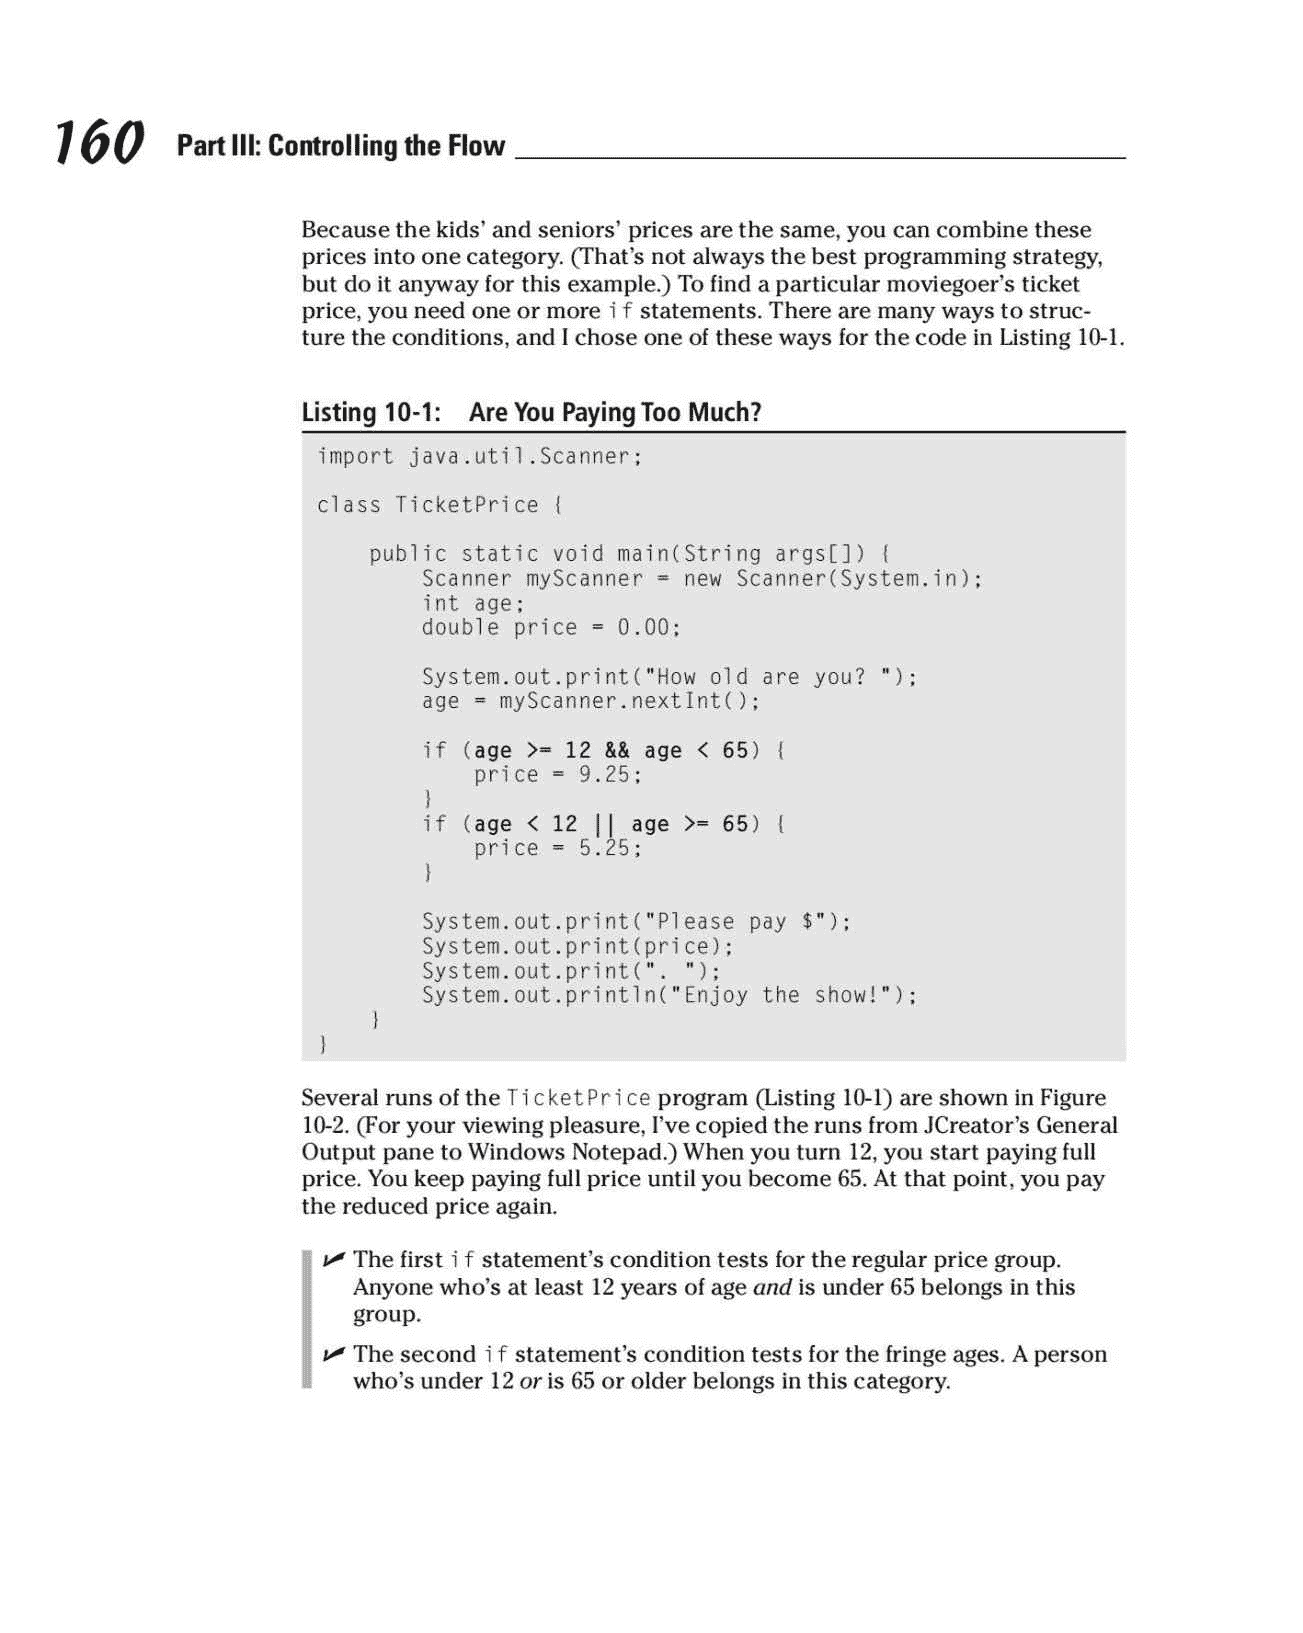 160 Part III: Controlling the Flow
Because the kids’ and seniors’ prices are the same, you can combine these
prices into one category. (That’s not always the best programming strategy,
but do it anyway for this example.) To find a particular moviegoer’s ticket
price, you need one or more if statements. There are many ways to struc-
ture the conditions, and I chose one of these ways for the code in Listing 10-1.
Listing 10-1: Are You Paying Too Much?
import java.util.Scanner;
class TicketPrice {
public static void main(String args[]) {
Scanner myScanner = new Scanner(System.in);
int age;
double price = 0.00;
System.out.print("How old are you? ");
age = myScanner.nextInt();
if (age >= 12 && age < 65) {
price = 9.25;
}
if (age < 12 || age >= 65) {
price = 5.25;
}
System.out.print("Please pay $");
System.out.print(price);
System.out.print(". ");
System.out.println("Enjoy the show!");
}
}
Several runs of the TicketPrice program (Listing 10-1) are shown in Figure
10-2. (For your viewing pleasure, I’ve copied the runs from JCreator’s General
Output pane to Windows Notepad.) When you turn 12, you start paying full
price. You keep paying full price until you become 65. At that point, you pay
the reduced price again.
✓ The first if statement’s condition tests for the regular price group.
Anyone who’s at least 12 years of age and is under 65 belongs in this
group.
✓ The second if statement’s condition tests for the fringe ages. A person
who’s under 12 or is 65 or older belongs in this category.